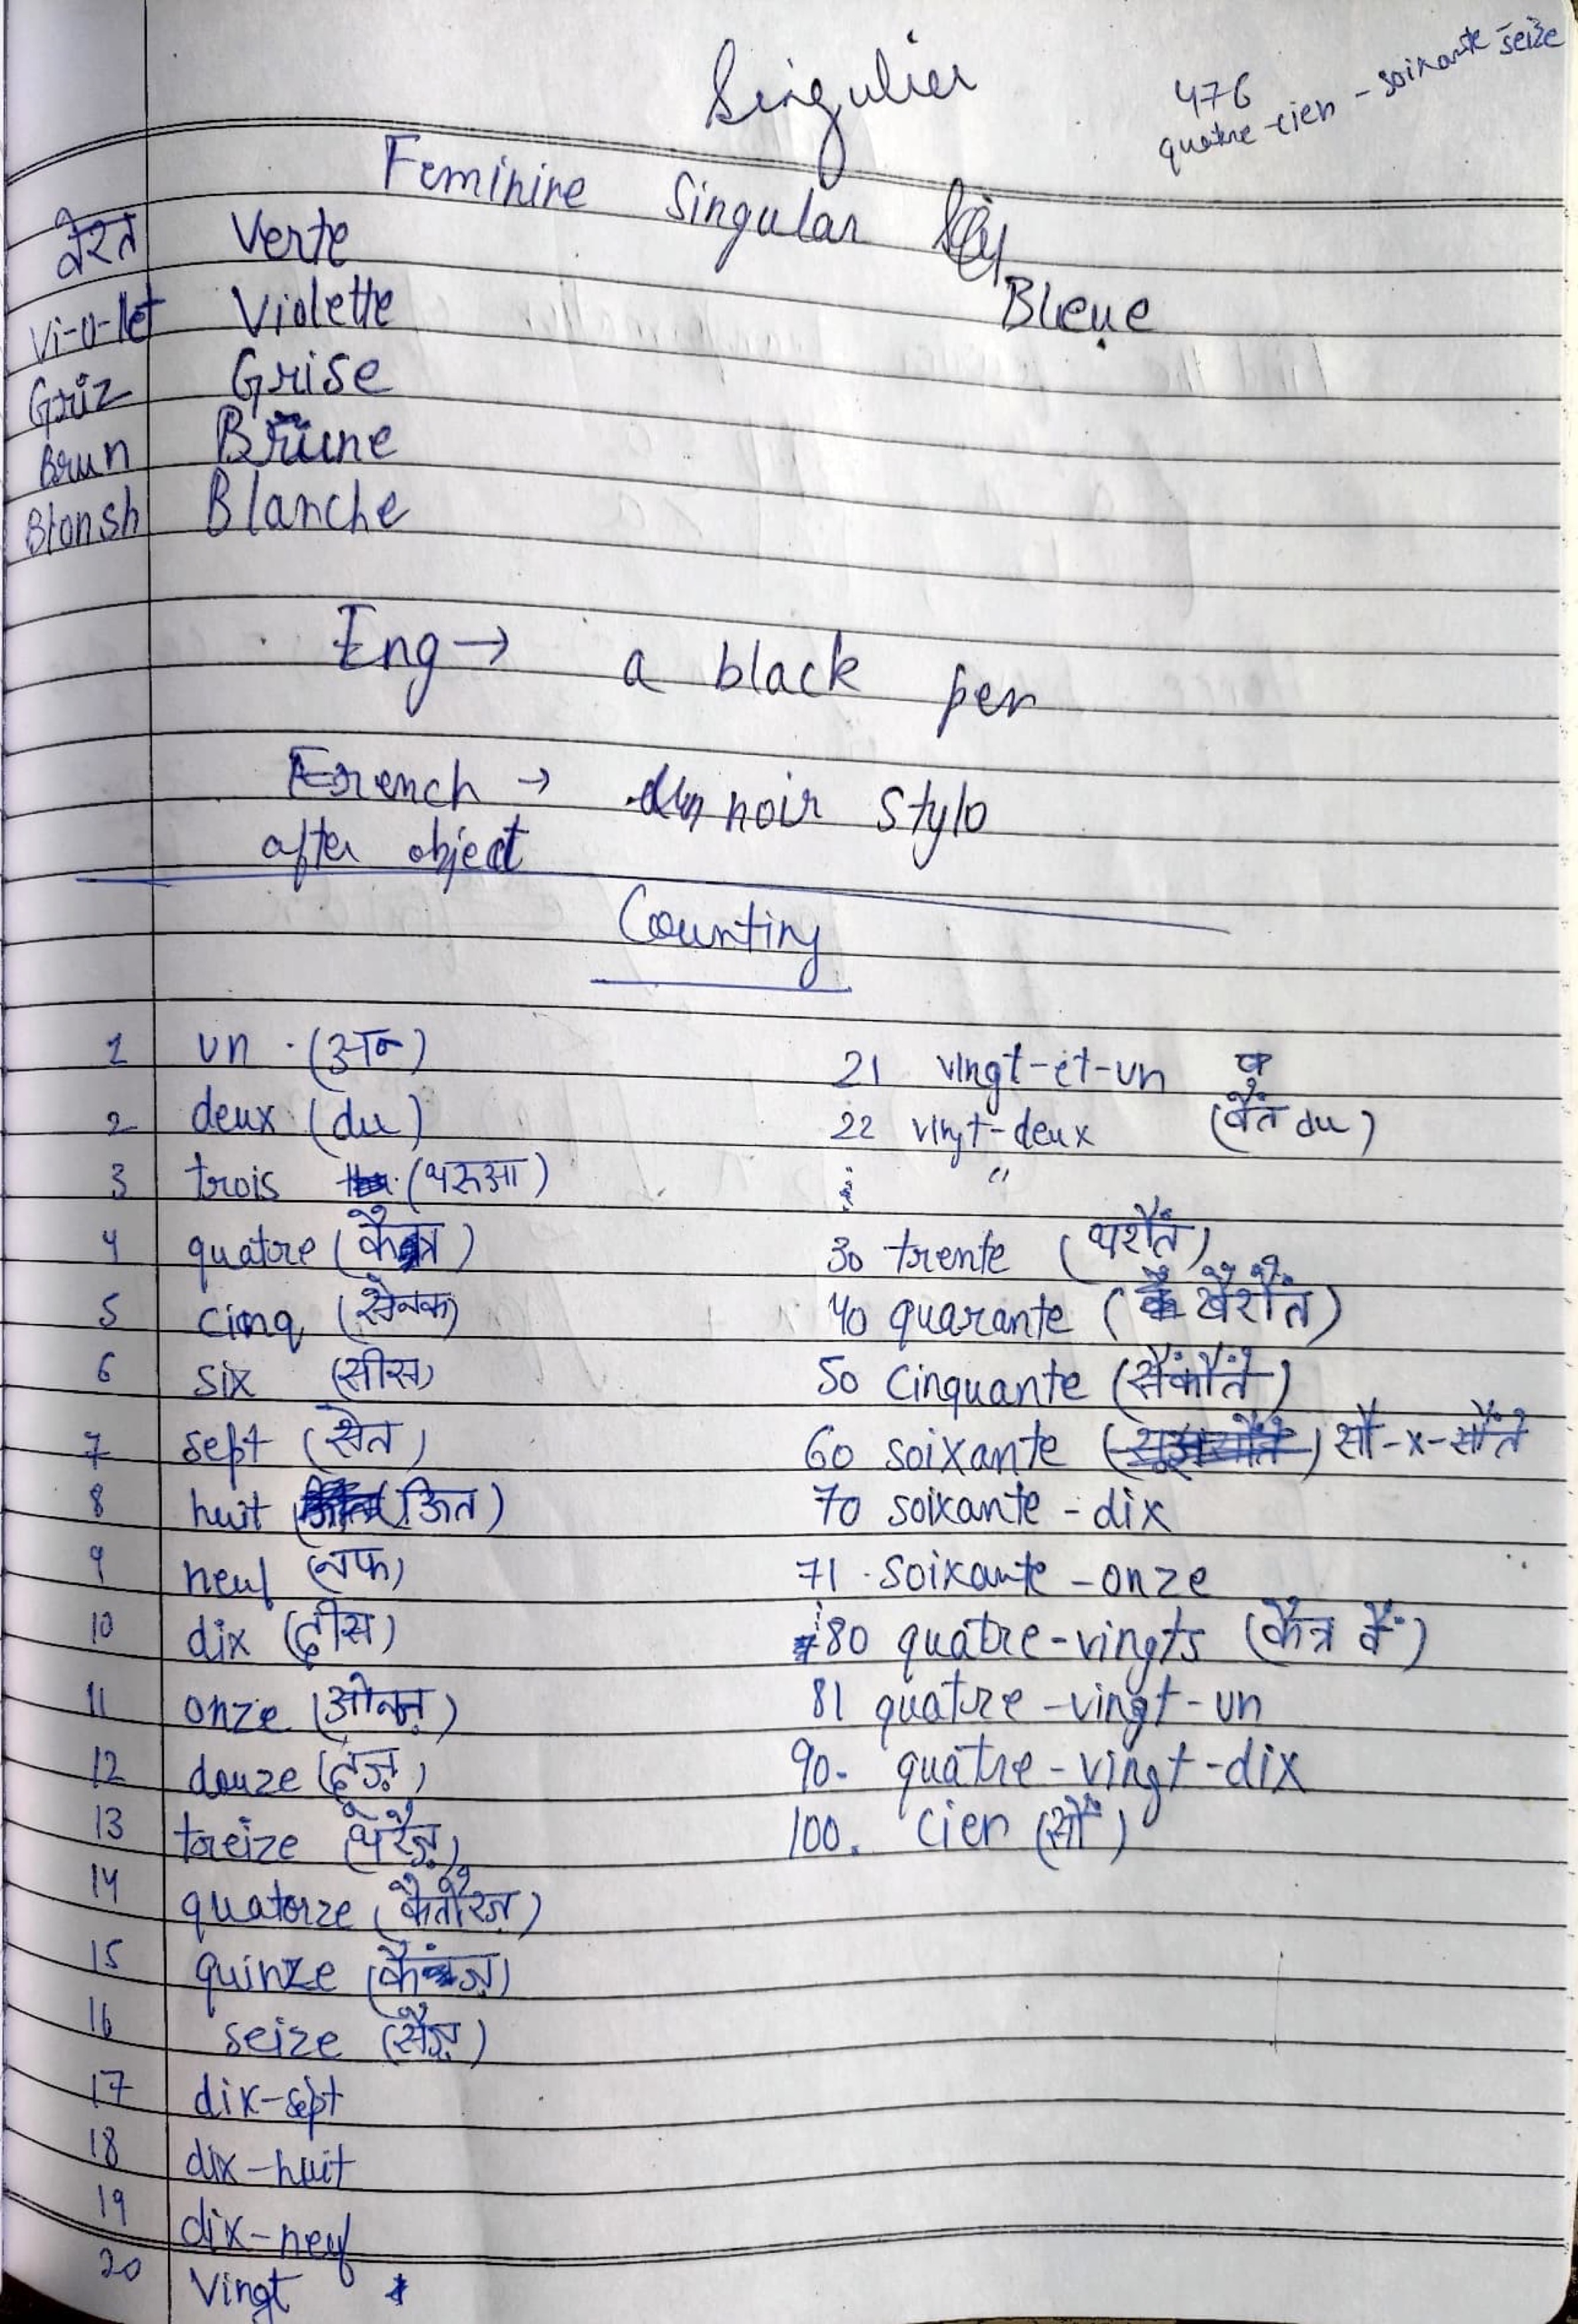 Singulier
476
quatre-cien-soixante-seize
Feminine Singular
वेरत Verte
Bleue
Vi-o-let Violette
Griz Grise
Brun Brune
Blonsh Blanche
Eng → a black pen
French → un noir Stylo
after object
Counting
1 un (अन)
2 deux (du)
3 trois (थरुआ)
4 quatre (कैत्र)
5 cinq (सेनक)
6 six (सीस)
7 sept (सेत)
8 huit (ऊित)
9 neuf (नफ)
10 dix (दीस)
11 onze (ओन्ज़)
12 douze (दूज़)
13 treize (थरैज़)
14 quatorze (कैतौरज़)
15 quinze (कैंज़)
16 seize (सैज़)
17 dix-sept
18 dix-huit
19 dix-neuf
20 Vingt
21 vingt-et-un
22 vingt-deux (वैंत du)
"
30 trente (थरौंत)
40 quarante (खैरौंत)
50 cinquante (सैंकौंत)
60 soixante सौ-x-सौंत
70 soixante-dix
71 soixante-onze
80 quatre-vingts (कैत्र वैं)
81 quatre-vingt-un
90. quatre-vingt-dix
100. cien (सौं)